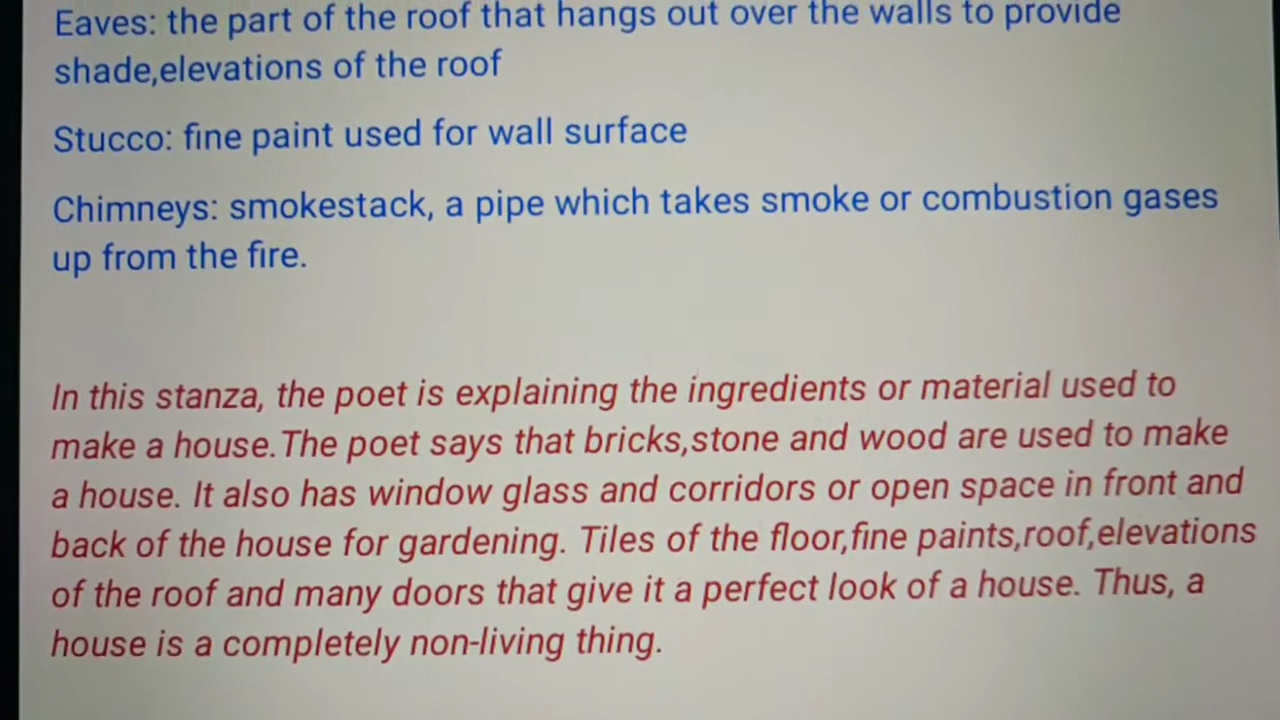 Eaves: the part of the roof that hangs out over the walls to provide
shade,elevations of the roof
Stucco: fine paint used for wall surface
Chimneys: smokestack, a pipe which takes smoke or combustion gases
up from the fire.
In this stanza, the poet is explaining the ingredients or material used to
make a house.The poet says that bricks,stone and wood are used to make
a house. It also has window glass and corridors or open space in front and
back of the house for gardening. Tiles of the floor,fine paints,roof,elevations
of the roof and many doors that give it a perfect look of a house. Thus, a
house is a completely non-living thing.